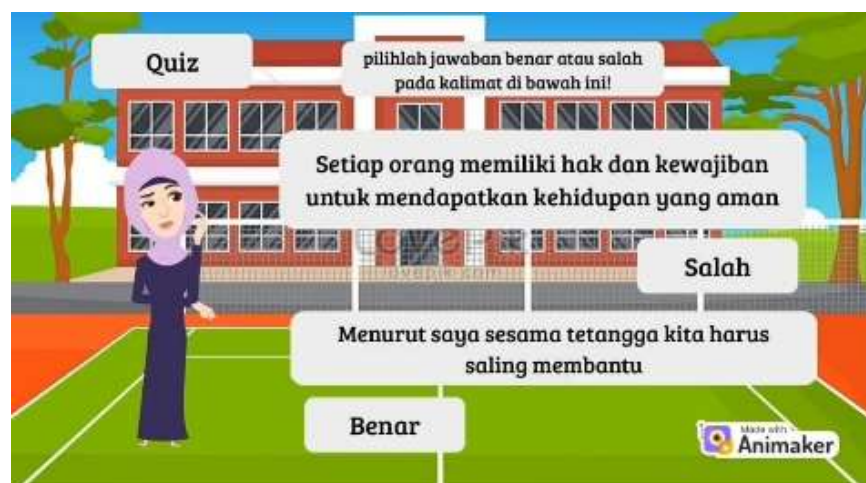 Quiz
pilihlah jawaban benar atau salah
pada kalimat di bawah ini!
Setiap orang memiliki hak dan kewajiban
untuk mendapatkan kehidupan yang aman
Salah
Menurut saya sesama tetangga kita harus
saling membantu
Benar
Made with
Animaker